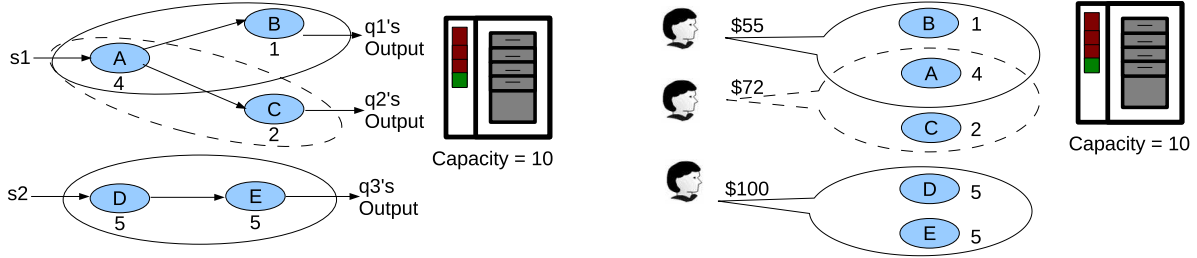 s1
A
4
B
1
q1's
Output
C
2
q2's
Output
s2
D
5
E
5
q3's
Output
Capacity = 10
$55
B
1
$72
A
4
C
2
$100
D
5
E
5
Capacity = 10